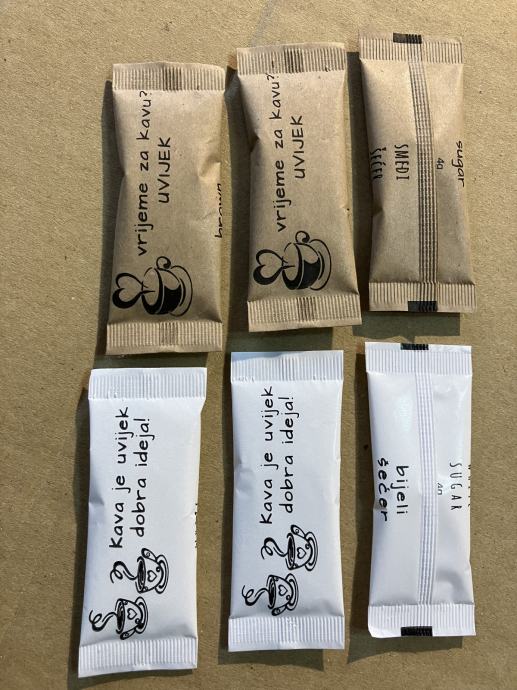 vrijeme za kavu?
UVIJEK
brown
vrijeme za kavu?
UVIJEK
SMEĐI
ŠEĆER
sugar
4g
Kava je uvijek
dobra ideja!
Kava je uvijek
dobra ideja!
bijeli
šećer
SUGAR
4g